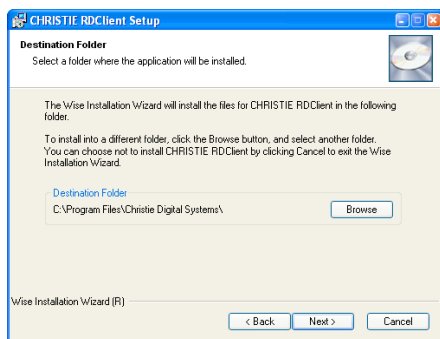 CHRISTIE RDClient Setup
Destination Folder
Select a folder where the application will be installed.
The Wise Installation Wizard will install the files for CHRISTIE RDClient in the following
folder.
To install into a different folder, click the Browse button, and select another folder.
You can choose not to install CHRISTIE RDClient by clicking Cancel to exit the Wise
Installation Wizard.
Destination Folder
C:\Program Files\Christie Digital Systems\
Browse
Wise Installation Wizard (R)
< Back
Next >
Cancel